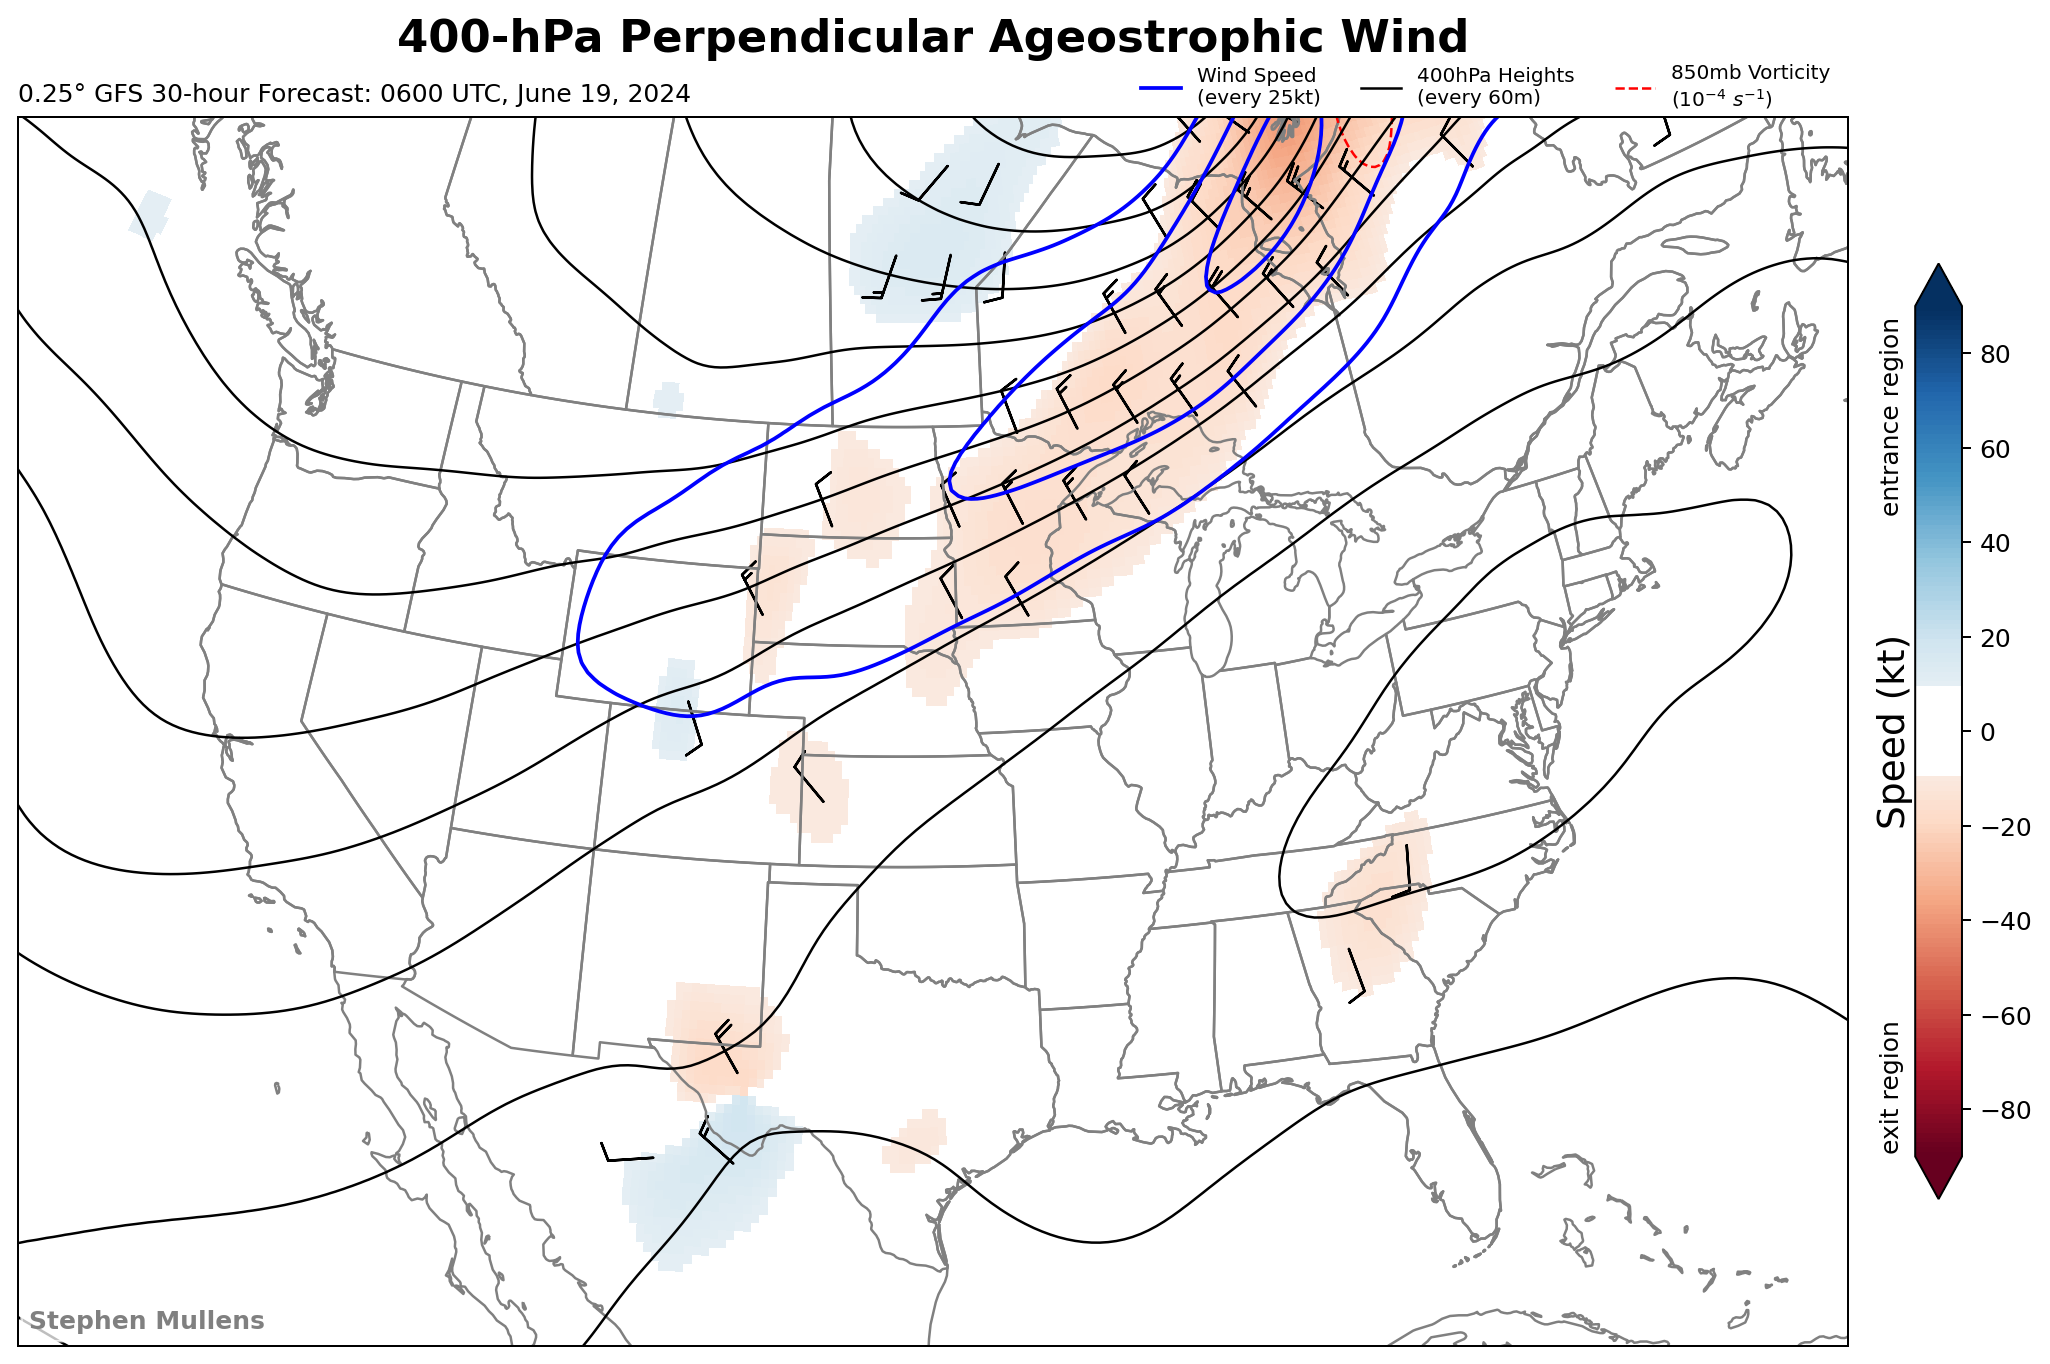 400-hPa Perpendicular Ageostrophic Wind
0.25° GFS 30-hour Forecast: 0600 UTC, June 19, 2024
Wind Speed
(every 25kt)
400hPa Heights
(every 60m)
850mb Vorticity
(10⁻⁴ s⁻¹)
entrance region
exit region
Speed (kt)
80
60
40
20
0
−20
−40
−60
−80
Stephen Mullens